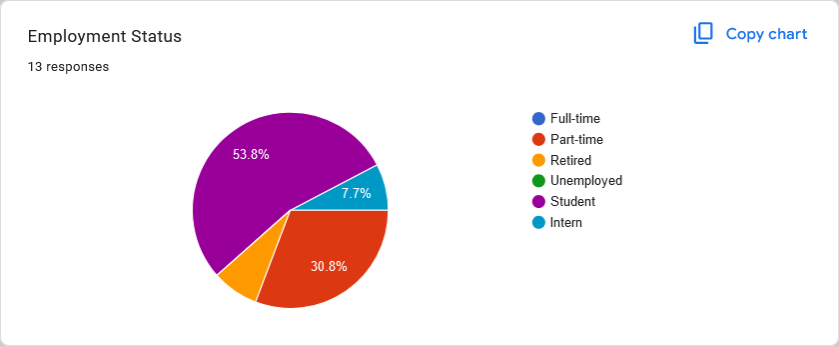 Employment Status
Copy chart
13 responses
53.8%
7.7%
30.8%
Full-time
Part-time
Retired
Unemployed
Student
Intern